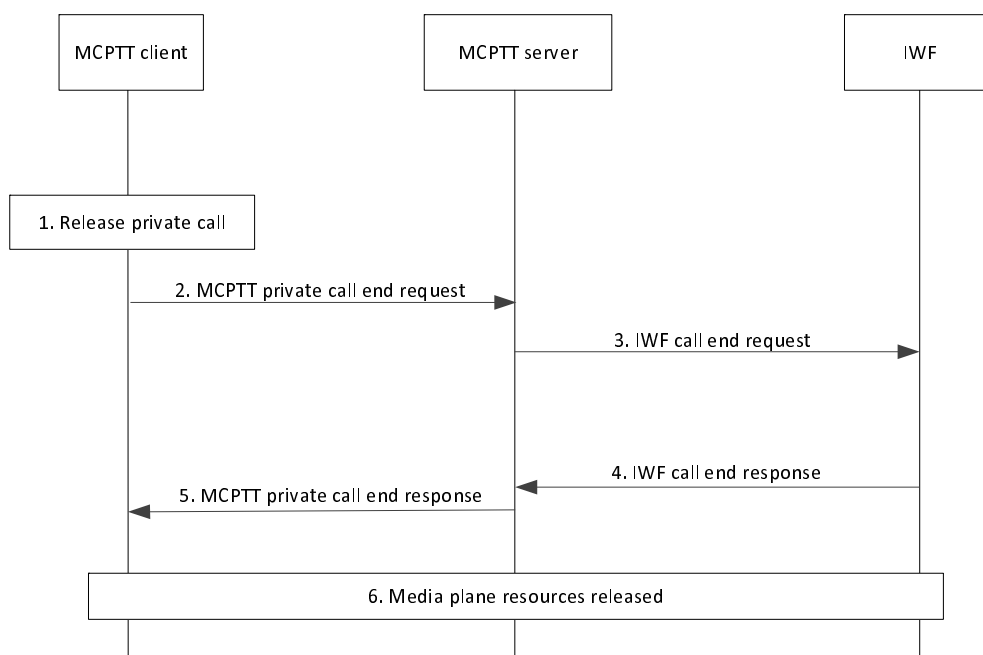 MCPTT client
MCPTT server
IWF
1. Release private call
2. MCPTT private call end request
3. IWF call end request
4. IWF call end response
5. MCPTT private call end response
6. Media plane resources released